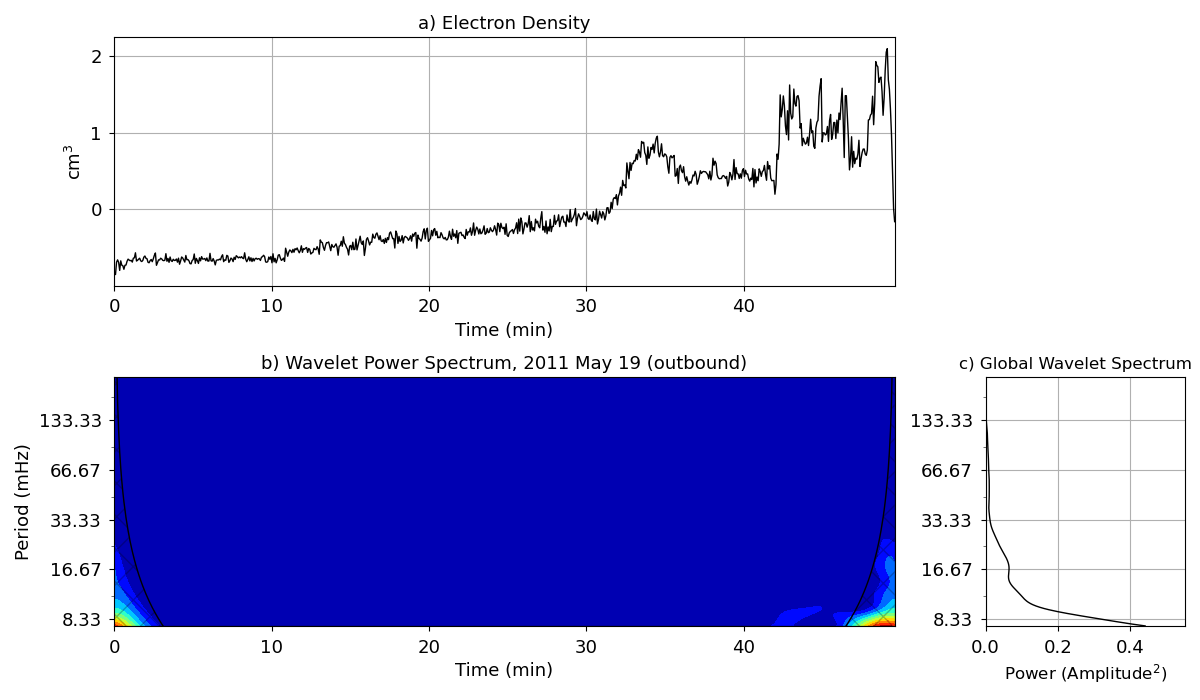 a) Electron Density
2
1
0
cm³
0 10 20 30 40
Time (min)
b) Wavelet Power Spectrum, 2011 May 19 (outbound)
133.33
66.67
33.33
16.67
8.33
Period (mHz)
0 10 20 30 40
Time (min)
c) Global Wavelet Spectrum
133.33
66.67
33.33
16.67
8.33
0.0 0.2 0.4
Power (Amplitude²)